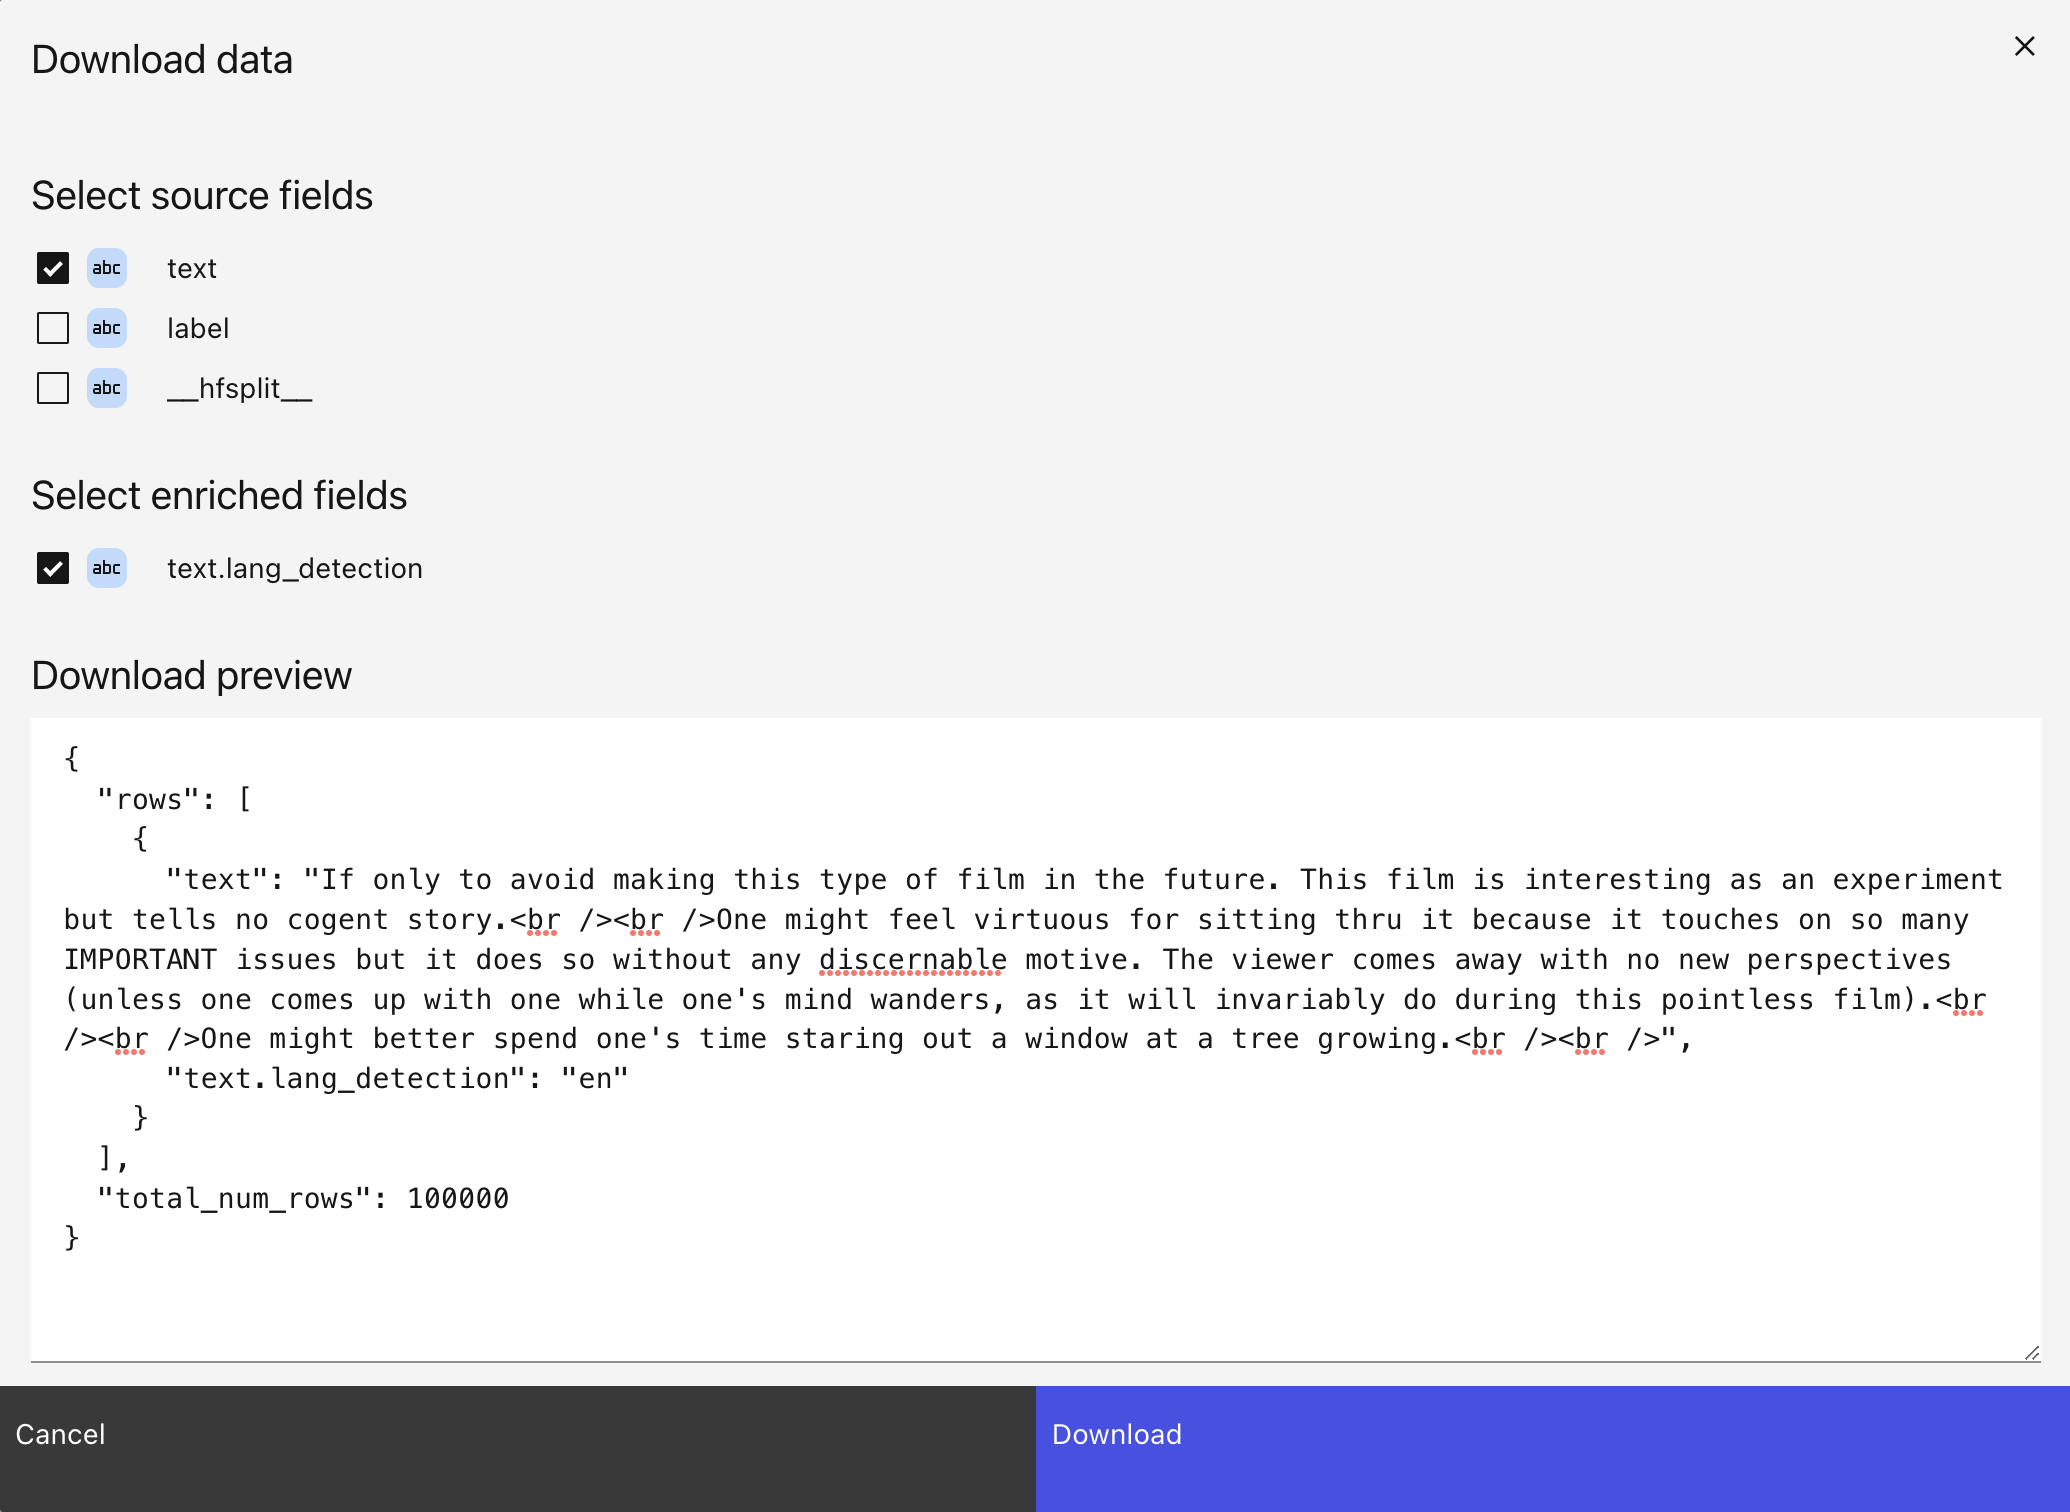 Download data
Select source fields
abc text
abc label
abc __hfsplit__
Select enriched fields
abc text.lang_detection
Download preview
{
"rows": [
{
"text": "If only to avoid making this type of film in the future. This film is interesting as an experiment
but tells no cogent story.<br /><br />One might feel virtuous for sitting thru it because it touches on so many
IMPORTANT issues but it does so without any discernable motive. The viewer comes away with no new perspectives
(unless one comes up with one while one's mind wanders, as it will invariably do during this pointless film).<br
/><br />One might better spend one's time staring out a window at a tree growing.<br /><br />",
"text.lang_detection": "en"
}
],
"total_num_rows": 100000
}
Cancel
Download